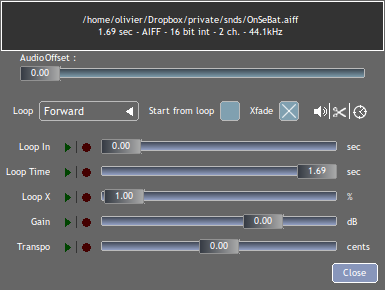 /home/olivier/Dropbox/private/snds/OnSeBat.aiff
1.69 sec - AIFF - 16 bit int - 2 ch. - 44.1kHz
AudioOffset :
0.00
Loop Forward Start from loop Xfade
Loop In 0.00 sec
Loop Time 1.69 sec
Loop X 1.00 %
Gain 0.00 dB
Transpo 0.00 cents
Close